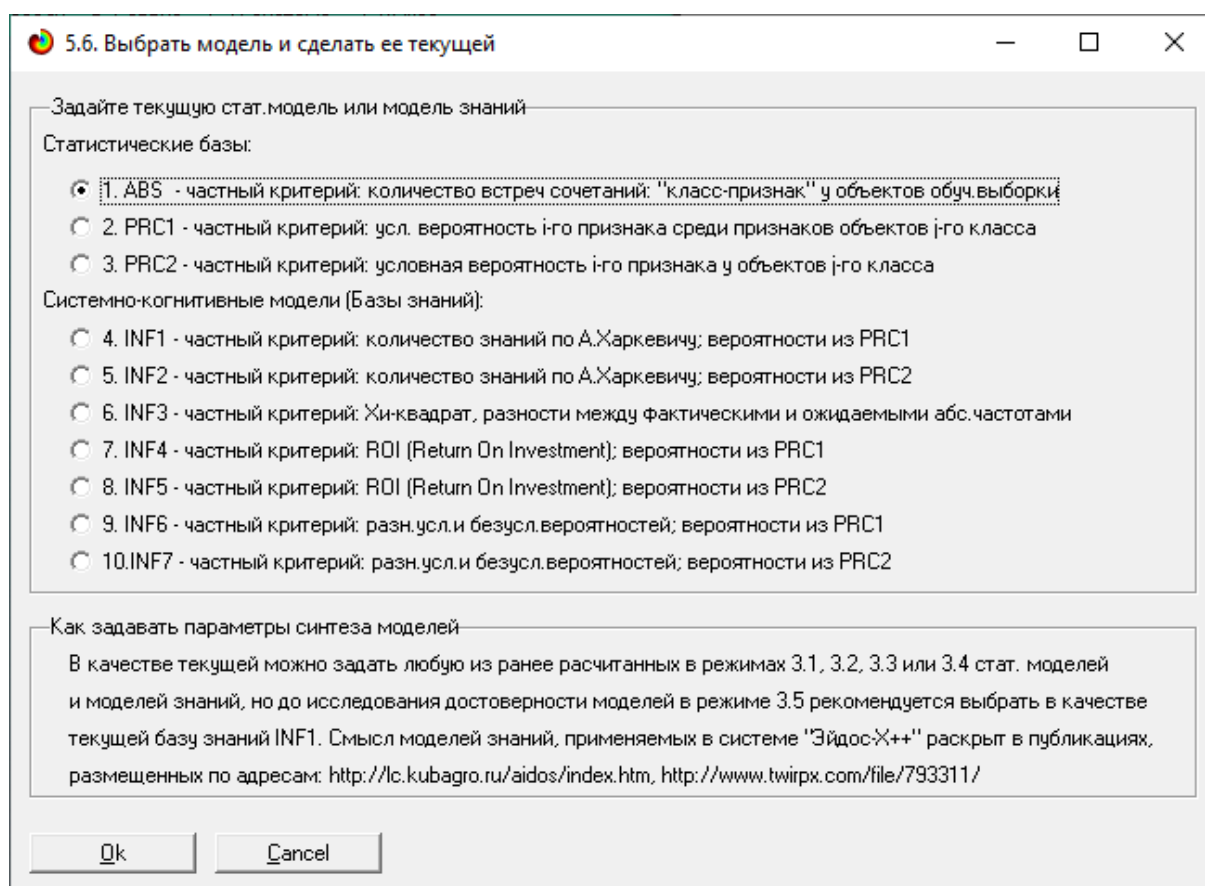 5.6. Выбрать модель и сделать ее текущей
Задайте текущую стат.модель или модель знаний
Статистические базы:
1. ABS - частный критерий: количество встреч сочетаний: "класс-признак" у объектов обуч.выборки
2. PRC1 - частный критерий: усл. вероятность i-го признака среди признаков объектов j-го класса
3. PRC2 - частный критерий: условная вероятность i-го признака у объектов j-го класса
Системно-когнитивные модели (Базы знаний):
4. INF1 - частный критерий: количество знаний по А.Харкевичу; вероятности из PRC1
5. INF2 - частный критерий: количество знаний по А.Харкевичу; вероятности из PRC2
6. INF3 - частный критерий: Хи-квадрат, разности между фактическими и ожидаемыми абс.частотами
7. INF4 - частный критерий: ROI (Return On Investment); вероятности из PRC1
8. INF5 - частный критерий: ROI (Return On Investment); вероятности из PRC2
9. INF6 - частный критерий: разн.усл.и безусл.вероятностей; вероятности из PRC1
10.INF7 - частный критерий: разн.усл.и безусл.вероятностей; вероятности из PRC2
Как задавать параметры синтеза моделей
В качестве текущей можно задать любую из ранее расчитанных в режимах 3.1, 3.2, 3.3 или 3.4 стат. моделей
и моделей знаний, но до исследования достоверности моделей в режиме 3.5 рекомендуется выбрать в качестве
текущей базу знаний INF1. Смысл моделей знаний, применяемых в системе "Эйдос-X++" раскрыт в публикациях,
размещенных по адресам: http://lc.kubagro.ru/aidos/index.htm, http://www.twirpx.com/file/793311/
Ok
Cancel